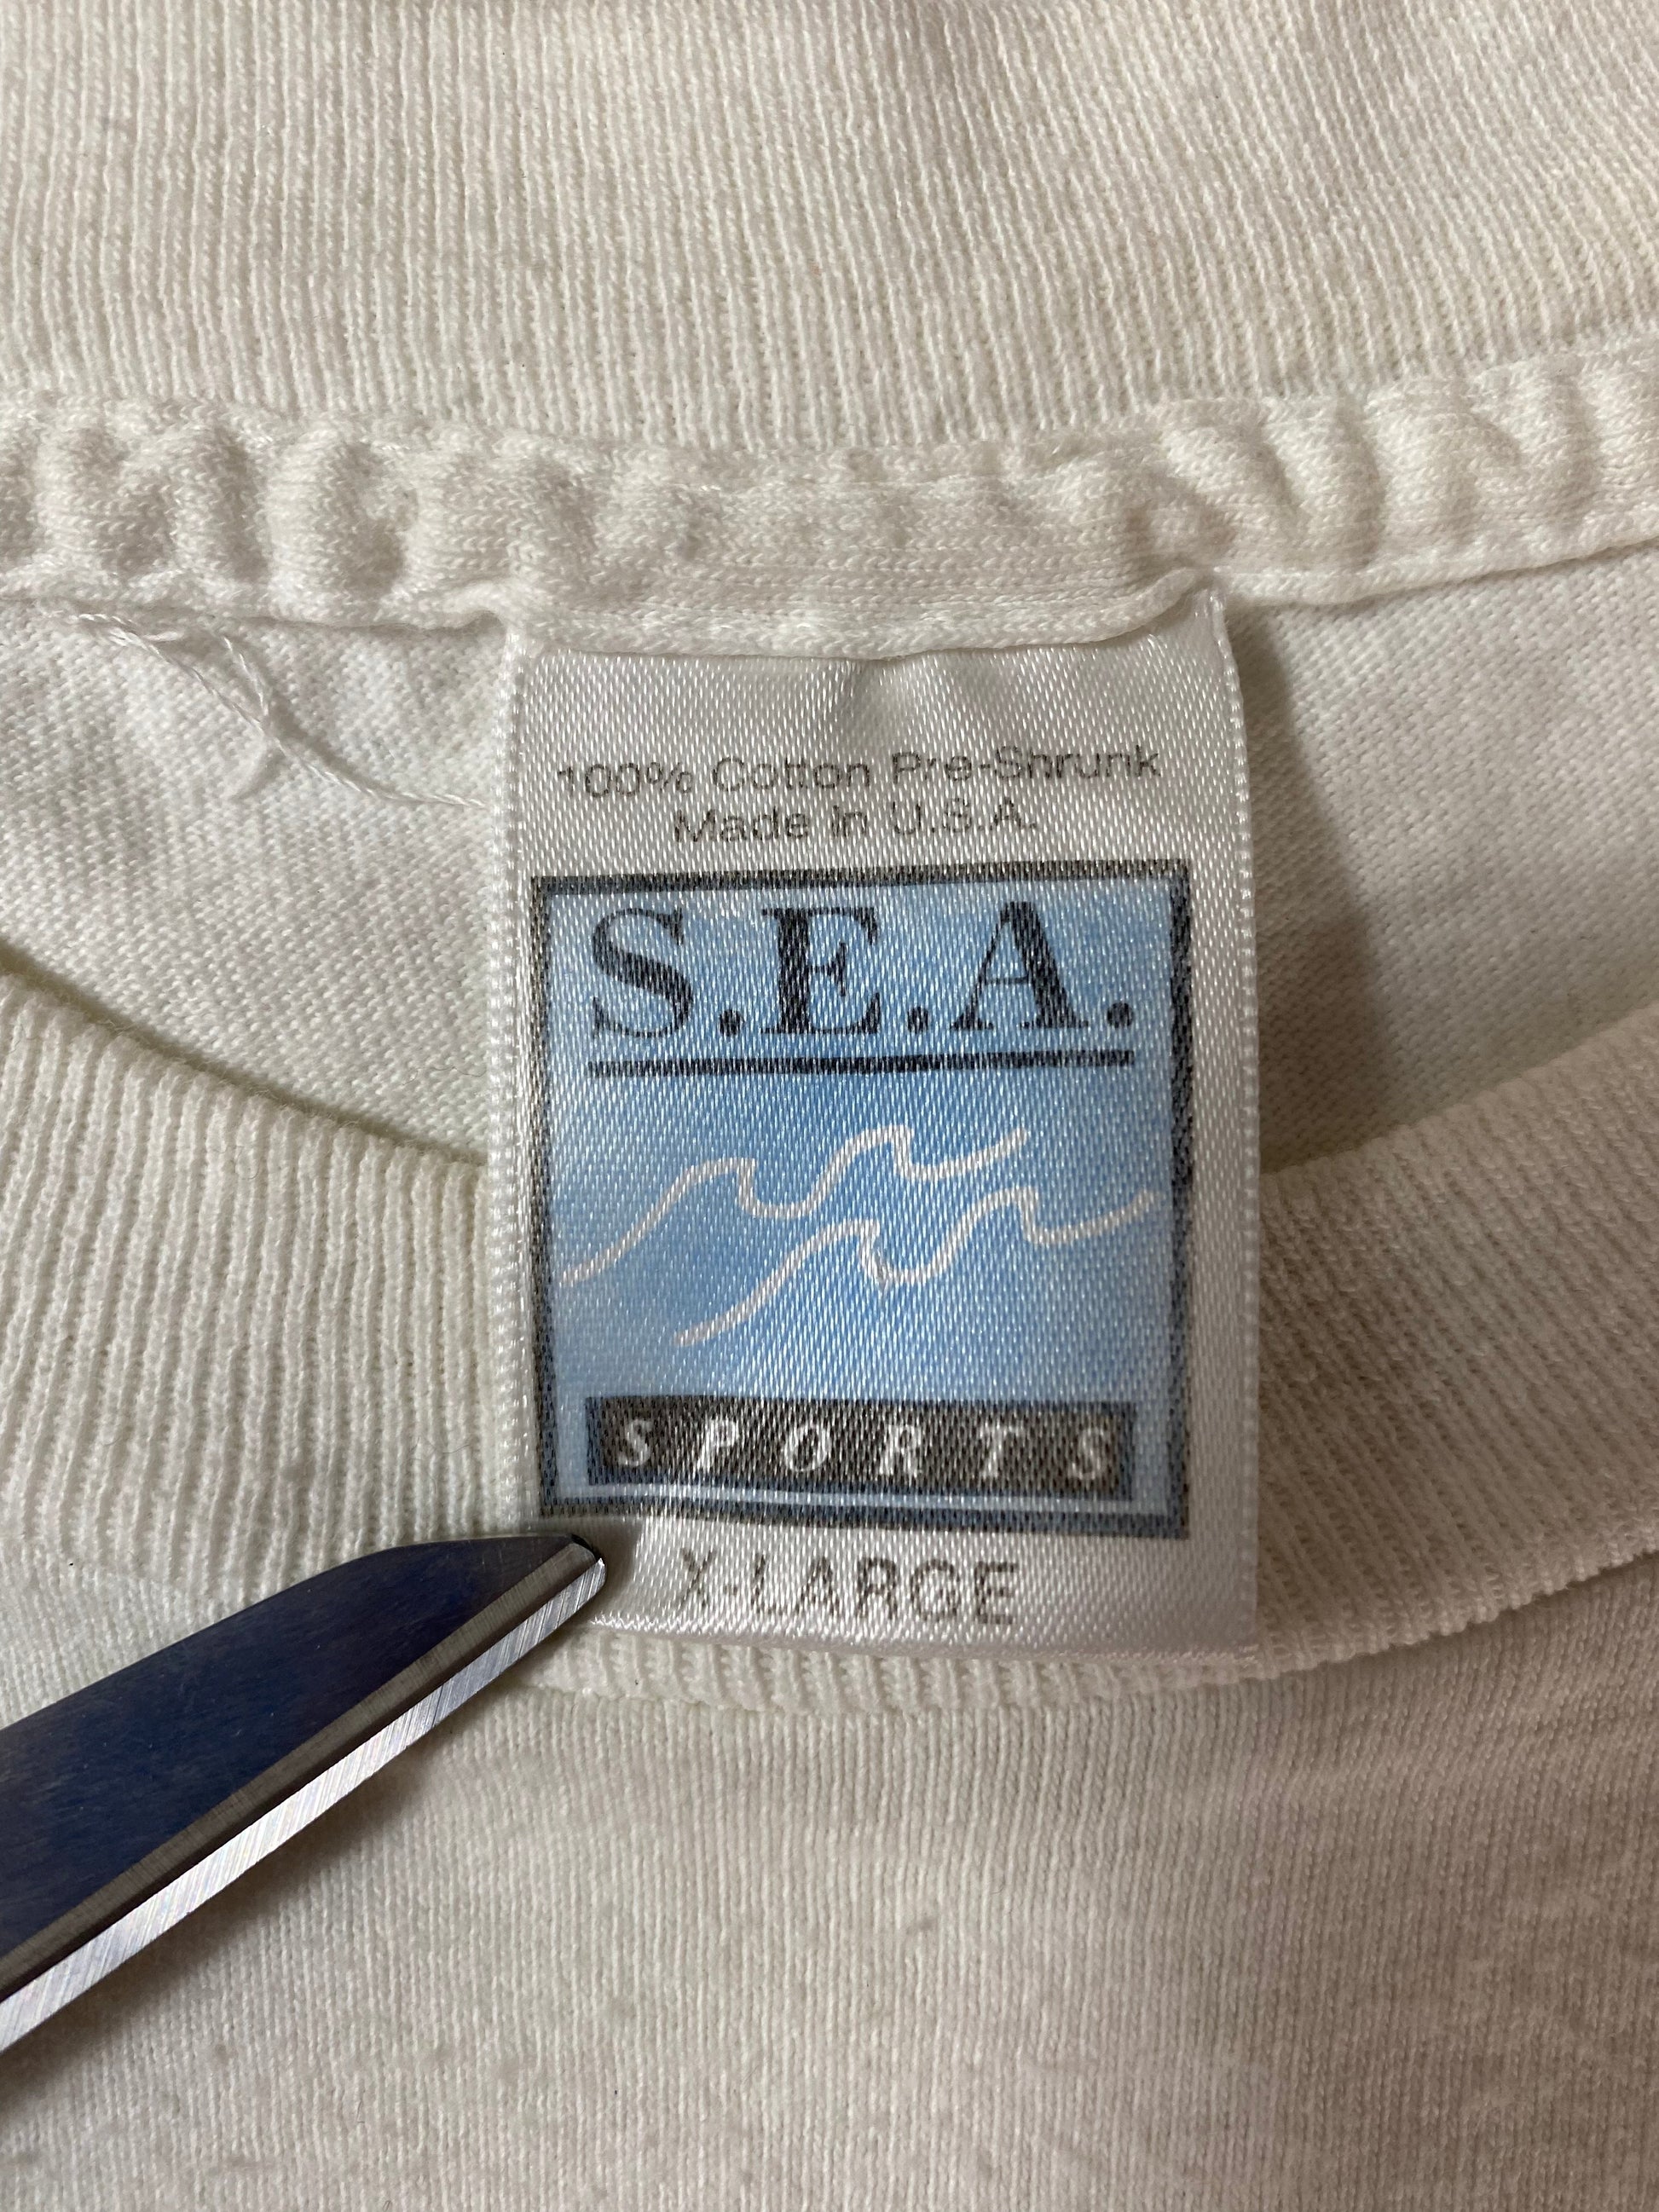 100% Cotton Pre-Shrunk
Made in U.S.A.
S.E.A.
SPORTS
X-LARGE